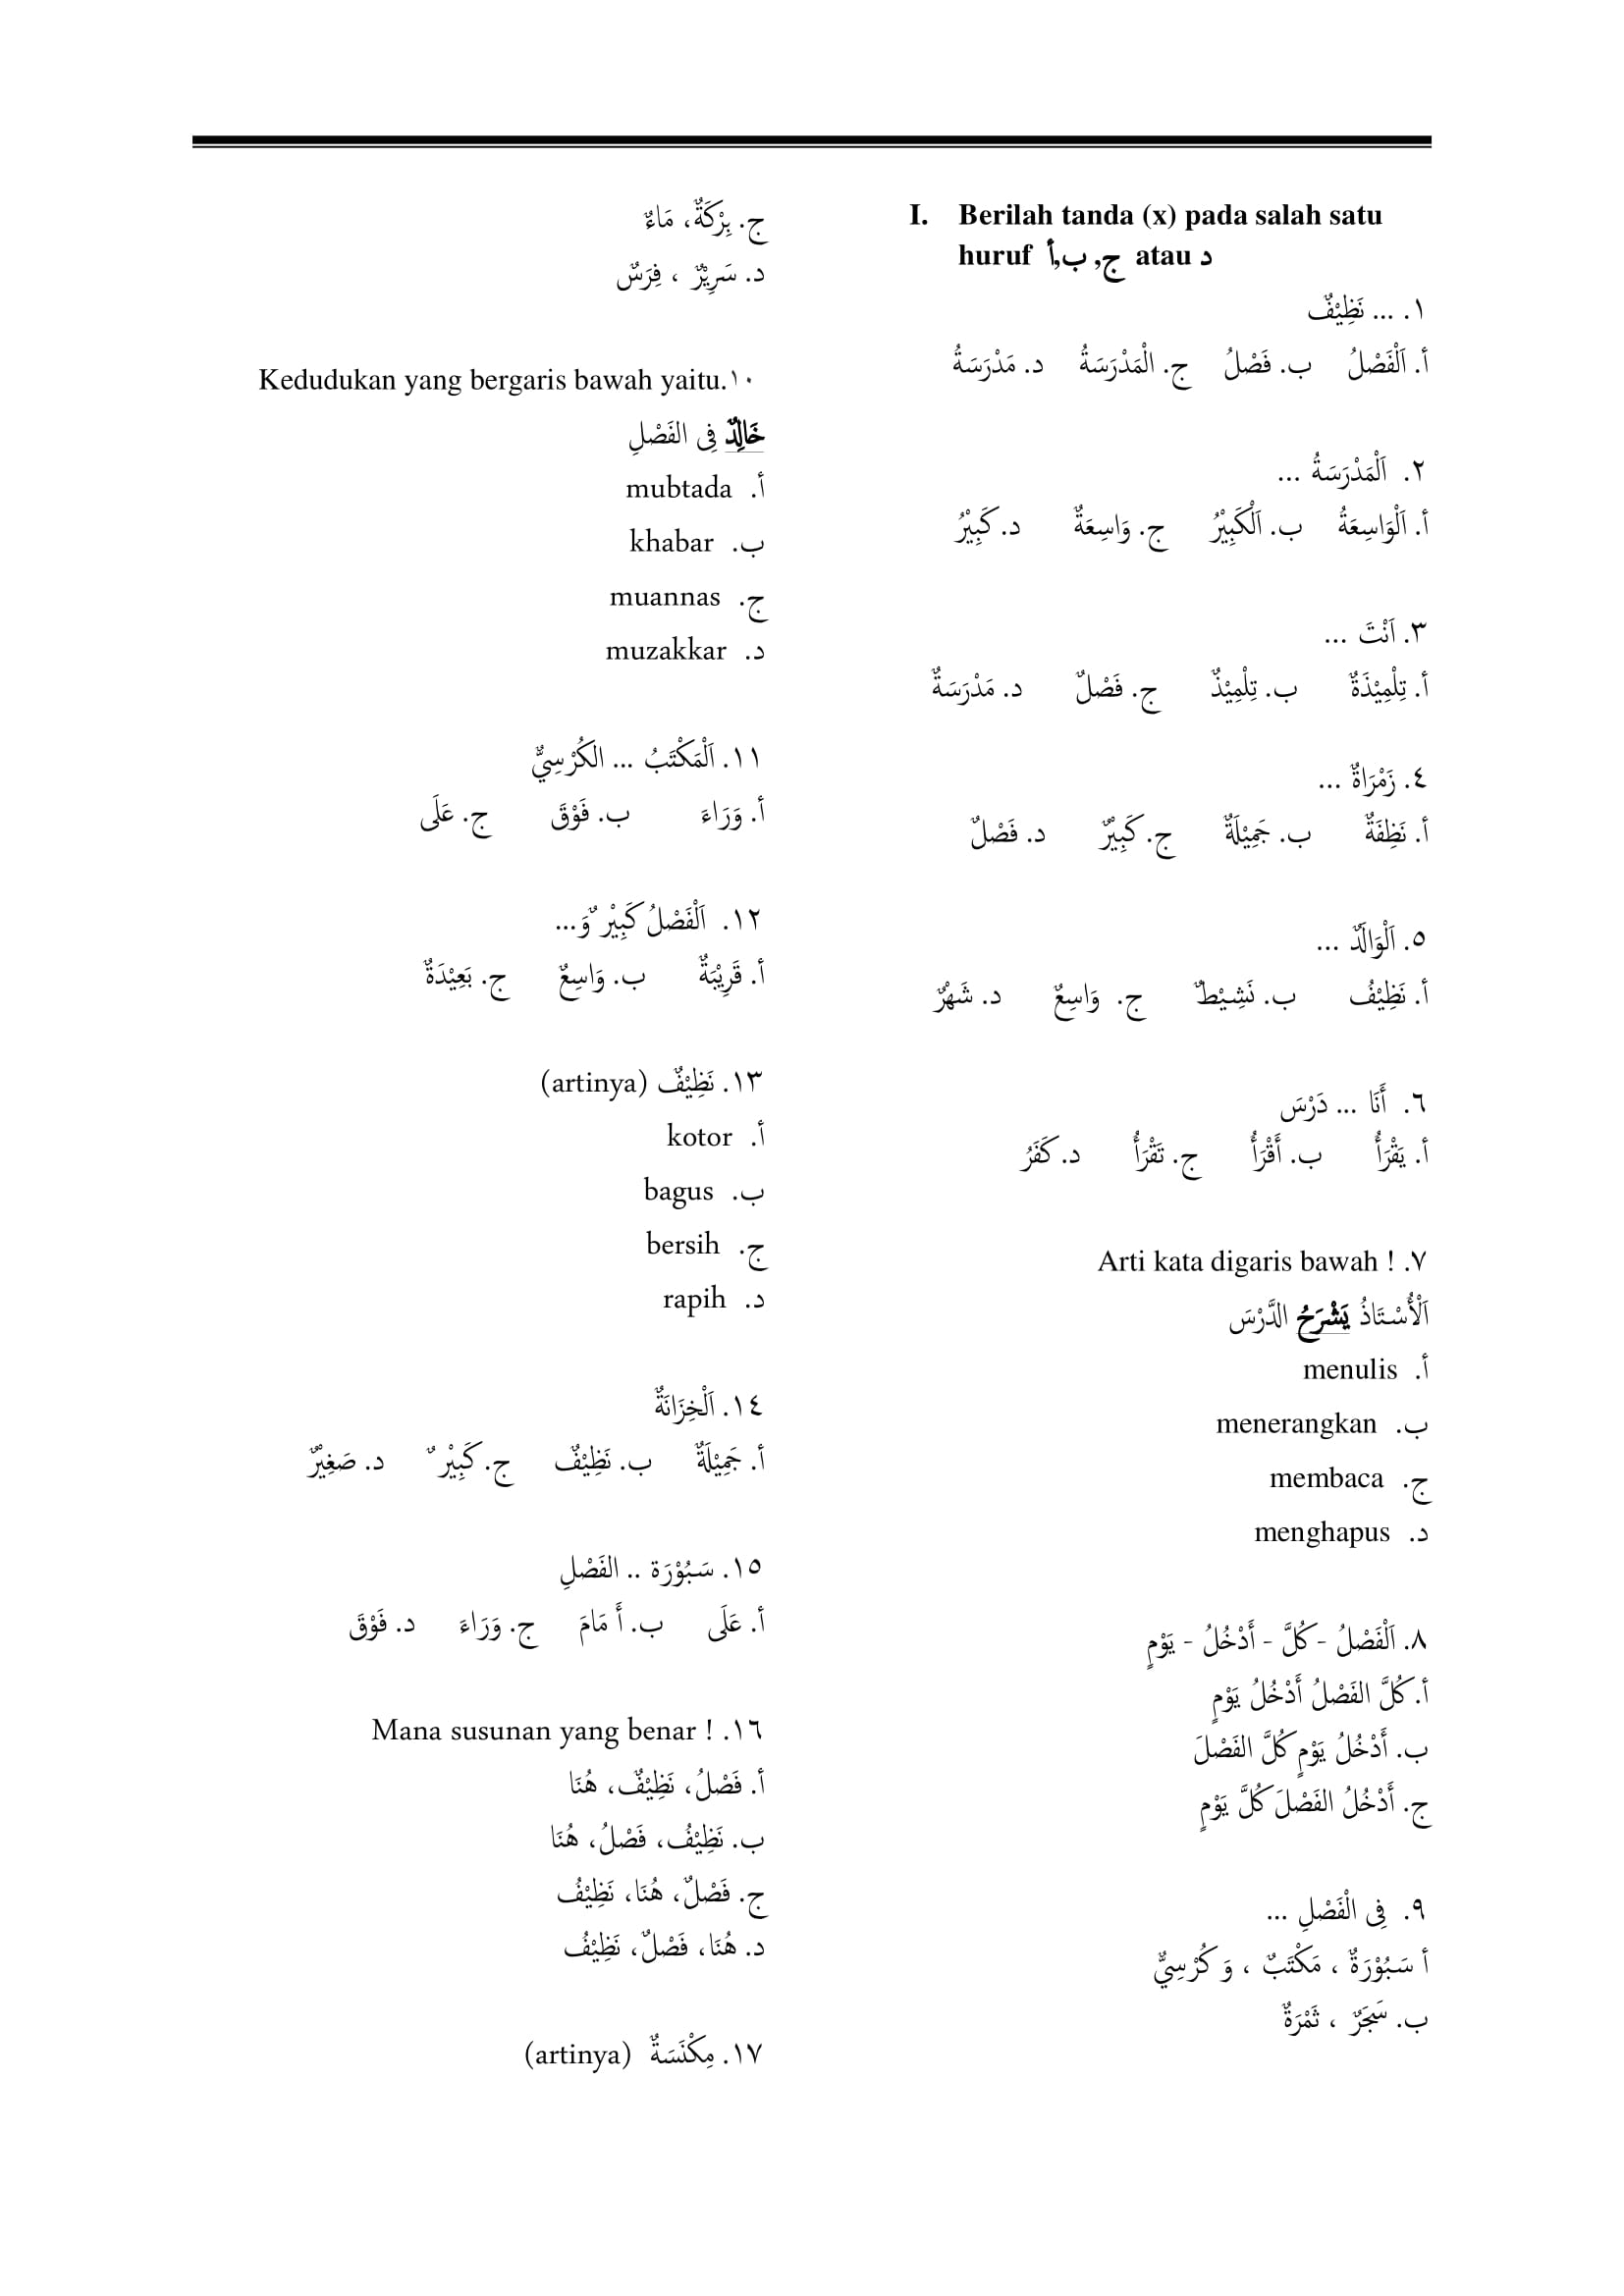 I. Berilah tanda (x) pada salah satu
huruf أ,ب ,ج atau د
١. ... نَظِيْفٌ
أ. اَلْفَصْلُ ب. فَصْلُ ج. الْمَدْرَسَةُ د. مَدْرَسَةُ
٢. اَلْمَدْرَسَةُ ...
أ. اَلْوَاسِعَةُ ب. اَلْكَبِيْرُ ج. وَاسِعَةٌ د. كَبِيْرُ
٣. اَنْتَ ...
أ. تِلْمِيْذَةٌ ب. تِلْمِيْذٌ ج. فَصْلٌ د. مَدْرَسَةٌ
٤. زَمْرَاةٌ ...
أ. نَظِفَةٌ ب. جَمِيْلَةٌ ج. كَبِيْرٌ د. فَصْلٌ
٥. اَلْوَالَدٌ ...
أ. نَظِيْفُ ب. نَشِيْطٌ ج. وَاسِعٌ د. شَهْرٌ
٦. أَنَا ... دَرْسَ
أ. يَقْرَأُ ب. أَقْرَأُ ج. تَقْرَأُ د. كَفَرُ
٧. Arti kata digaris bawah !
اَلْأُسْتَاذُ يَشْرَحُ الدَّرْسَ
أ. menulis
ب. menerangkan
ج. membaca
د. menghapus
٨. اَلْفَصْلُ - كُلَّ - أَدْخُلُ - يَوْمٍ
أ. كُلَّ الفَصْلُ أَدْخُلُ يَوْمٍ
ب. أَدْخُلُ يَوْمٍ كُلَّ الفَصْلَ
ج. أَدْخُلُ الفَصْلَ كُلَّ يَوْمٍ
٩. فِى الْفَصْلِ ...
أ سَبُوْرَةٌ ، مَكْتَبٌ ، وَ كُرْسِيٌّ
ب. سَجَرٌ ، ثَمْرَةٌ
ج. بِرْكَةٌ، مَاءٌ
د. سَرِيْرٌ ، فِرَسٌ
١٠.Kedudukan yang bergaris bawah yaitu
خَالِدٌ فِى الفَصْلِ
أ. mubtada
ب. khabar
ج. muannas
د. muzakkar
١١. اَلْمَكْتَبُ ... الكُرْسِيٌّ
أ. وَرَاءَ ب. فَوْقَ ج. عَلَى
١٢. اَلْفَصْلُ كَبِيْر ٌوَ...
أ. قَرِيْبَةٌ ب. وَاسِعٌ ج. بَعِيْدَةٌ
١٣. نَظِيْفٌ (artinya)
أ. kotor
ب. bagus
ج. bersih
د. rapih
١٤. اَلْخِزَانَةٌ
أ. جَمِيْلَةٌ ب. نَظِيْفٌ ج. كَبِيْر ٌ د. صَغِيْرٌ
١٥. سَبُوْرَة .. الفَصْلِ
أ. عَلَى ب. أَ مَامَ ج. وَرَاءَ د. فَوْقَ
١٦. Mana susunan yang benar !
أ. فَصْلُ، نَظِيْفٌ، هُنَا
ب. نَظِيْفُ، فَصْلُ، هُنَا
ج. فَصْلٌ، هُنَا، نَظِيْفُ
د. هُنَا، فَصْلٌ، نَظِيْفُ
١٧. مِكْنَسَةٌ (artinya)